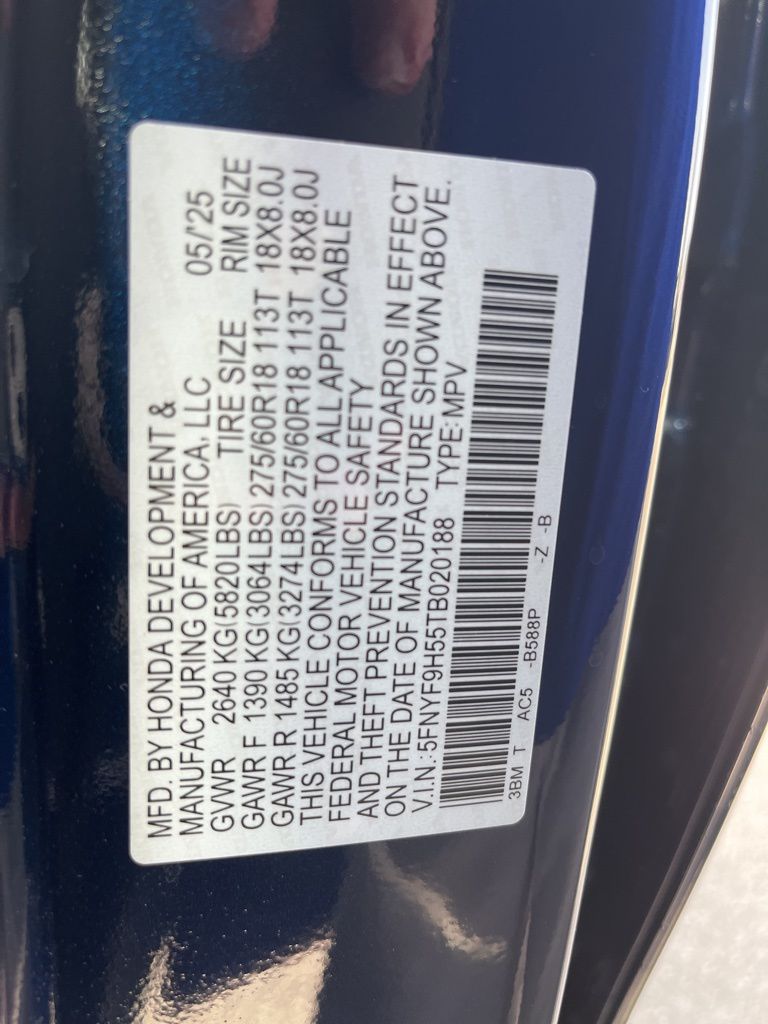 MFD. BY HONDA DEVELOPMENT &
MANUFACTURING OF AMERICA, LLC 05/'25
GVWR 2640 KG(5820LBS) TIRE SIZE RIM SIZE
GAWR F 1390 KG(3064LBS) 275/60R18 113T 18X8.0J
GAWR R 1485 KG(3274LBS) 275/60R18 113T 18X8.0J
THIS VEHICLE CONFORMS TO ALL APPLICABLE
FEDERAL MOTOR VEHICLE SAFETY
AND THEFT PREVENTION STANDARDS IN EFFECT
ON THE DATE OF MANUFACTURE SHOWN ABOVE.
V.I.N.:5FNYF9H55TB020188 TYPE:MPV
3BM T AC5 -B588P -Z -B